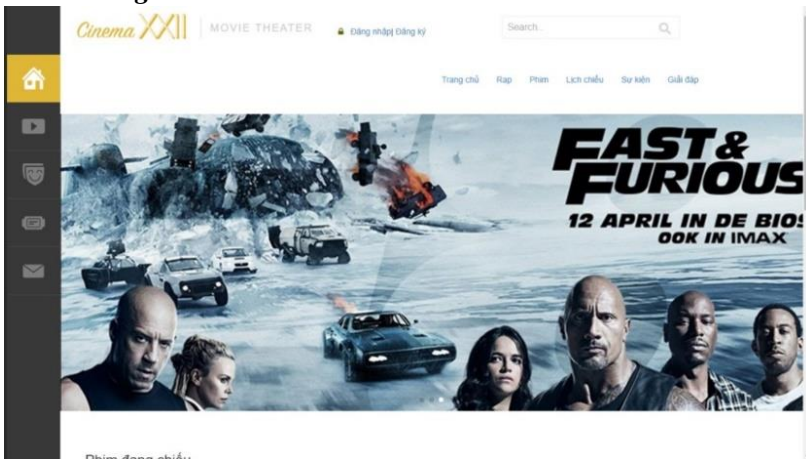 Cinema XXII MOVIE THEATER Đăng nhập| Đăng ký Search..
Trang chủ Rạp Phim Lịch chiếu Sự kiện Giải đáp
FAST &
FURIOUS
12 APRIL IN DE BIOS
OOK IN IMAX
Phim đang chiếu